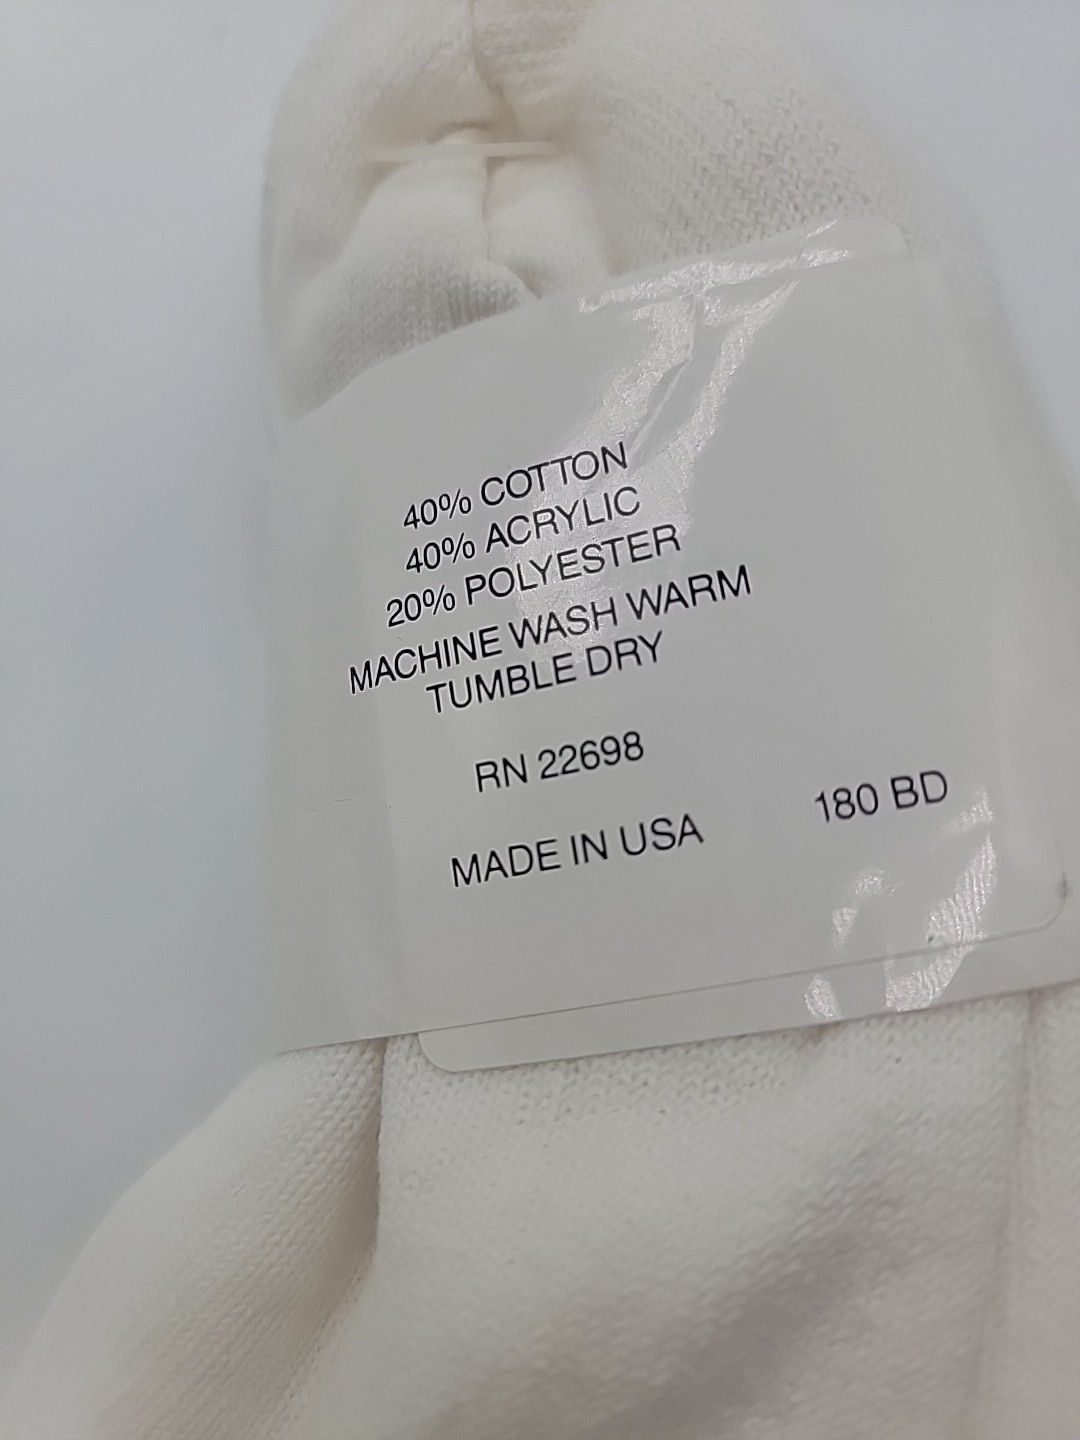 40% COTTON
40% ACRYLIC
20% POLYESTER
MACHINE WASH WARM
TUMBLE DRY
RN 22698
180 BD
MADE IN USA